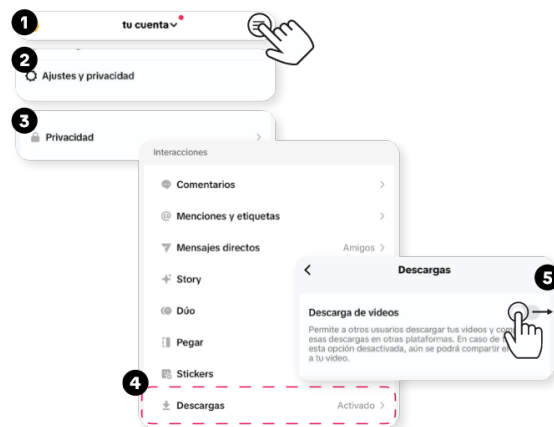 1
tu cuenta
2
Ajustes y privacidad
3
Privacidad
Interacciones
Comentarios
@ Menciones y etiquetas
Mensajes directos Amigos
Story
Dúo
Pegar
Stickers
4
Descargas Activado
Descargas
5
Descarga de videos
Permite a otros usuarios descargar tus videos y
esas descargas en otras plataformas. En caso de
esta opción desactivada, aún se podrá compartir
a tu video.